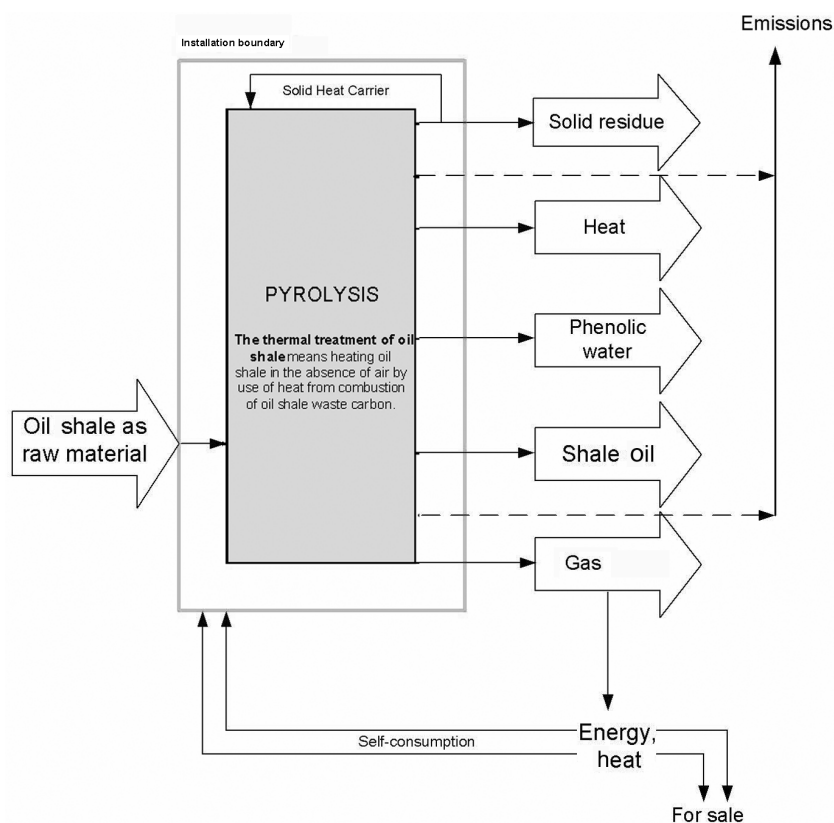 Emissions
Installation boundary
Solid Heat Carrier
Solid residue
Heat
PYROLYSIS
Phenolic
water
The thermal treatment of oil
shale means heating oil
shale in the absence of air by
use of heat from combustion
of oil shale waste carbon.
Oil shale as
raw material
Shale oil
Gas
Energy,
heat
Self-consumption
For sale